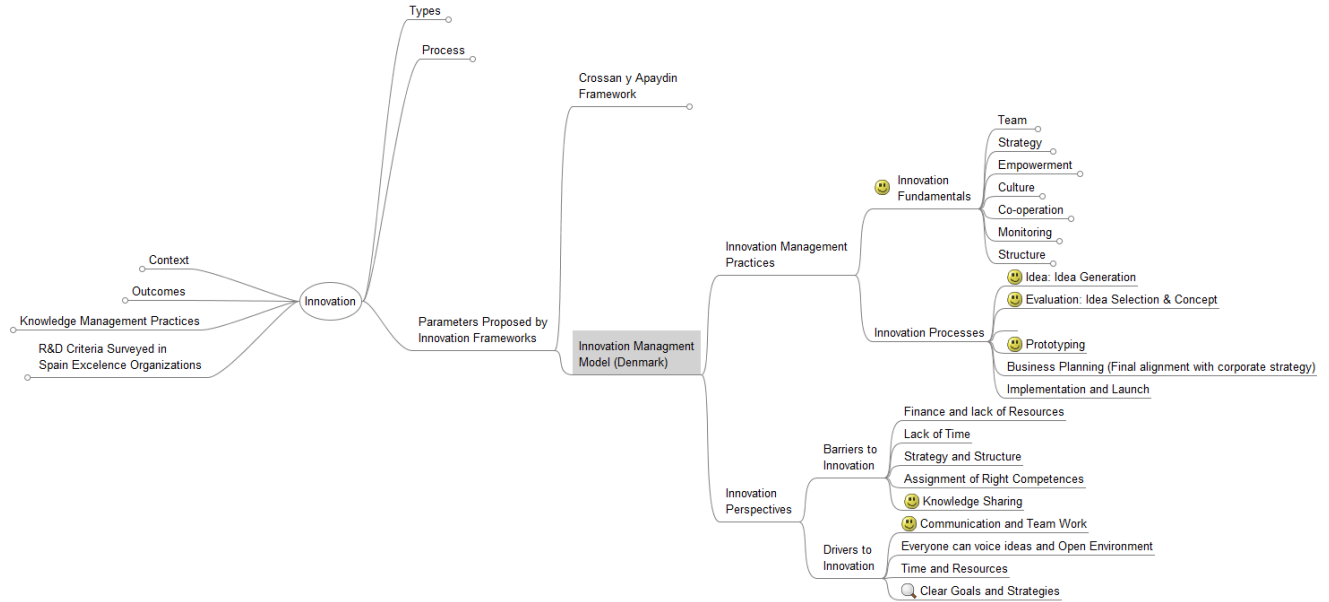 Types
Process
Crossan y Apaydin
Framework
Team
Strategy
Empowerment
Innovation
Fundamentals
Culture
Co-operation
Monitoring
Structure
Innovation Management
Practices
Context
Outcomes
Innovation
Knowledge Management Practices
R&D Criteria Surveyed in
Spain Excelence Organizations
Parameters Proposed by
Innovation Frameworks
Innovation Managment
Model (Denmark)
Idea: Idea Generation
Evaluation: Idea Selection & Concept
Innovation Processes
Prototyping
Business Planning (Final alignment with corporate strategy)
Implementation and Launch
Finance and lack of Resources
Lack of Time
Barriers to
Innovation
Strategy and Structure
Assignment of Right Competences
Knowledge Sharing
Innovation
Perspectives
Communication and Team Work
Everyone can voice ideas and Open Environment
Drivers to
Innovation
Time and Resources
Clear Goals and Strategies